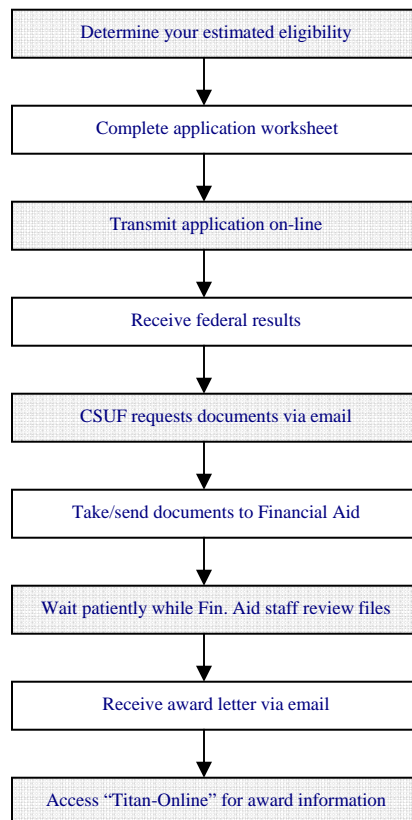 Determine your estimated eligibility
Complete application worksheet
Transmit application on-line
Receive federal results
CSUF requests documents via email
Take/send documents to Financial Aid
Wait patiently while Fin. Aid staff review files
Receive award letter via email
Access “Titan-Online” for award information